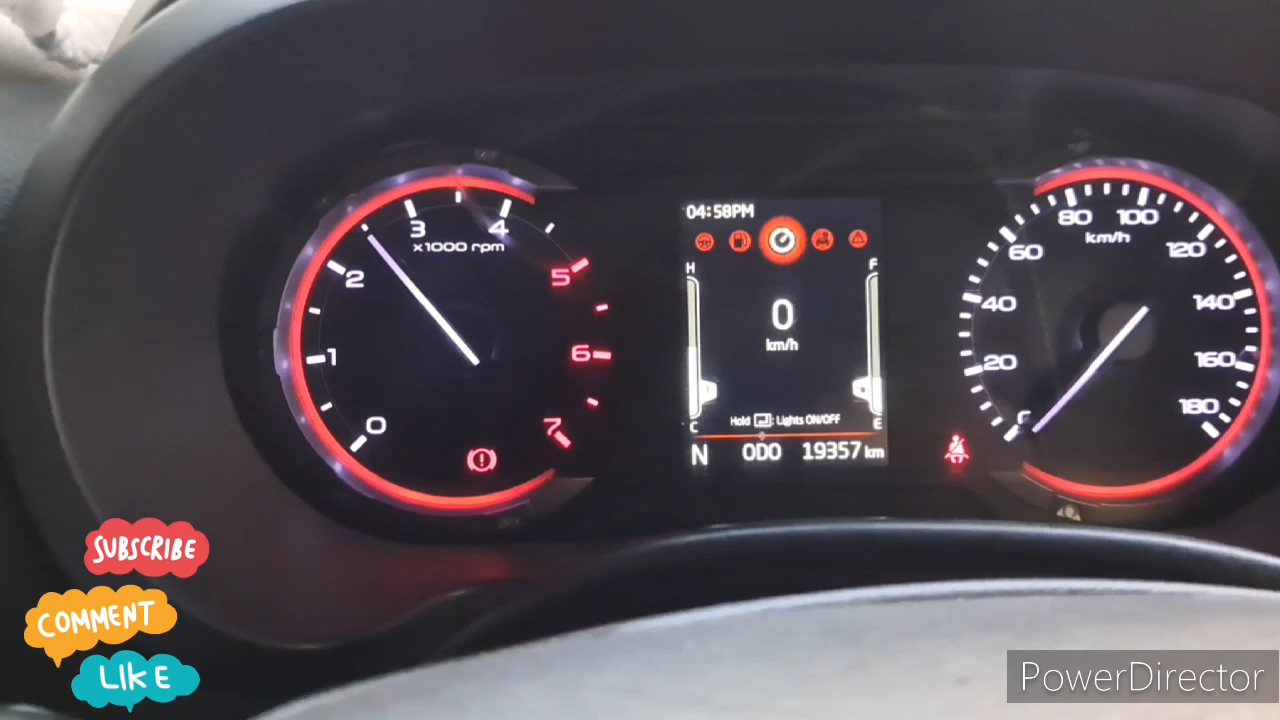 0
1
2
3
4
5
6
7
x1000 rpm
04:58PM
H
F
0
km/h
Hold : Lights ON/OFF
C
E
N ODO 19357 km
0
20
40
60
80
100
120
140
160
180
km/h
SUBSCRIBE
COMMENT
LIKE
PowerDirector